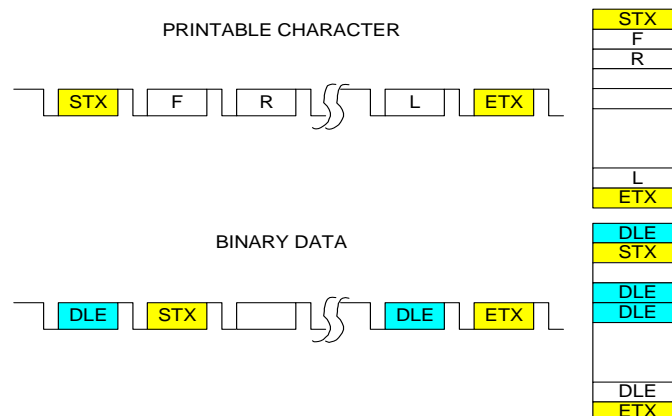 PRINTABLE CHARACTER
STX F R L ETX
STX
F
R
L
ETX
BINARY DATA
DLE STX DLE ETX
DLE
STX
DLE
DLE
DLE
ETX